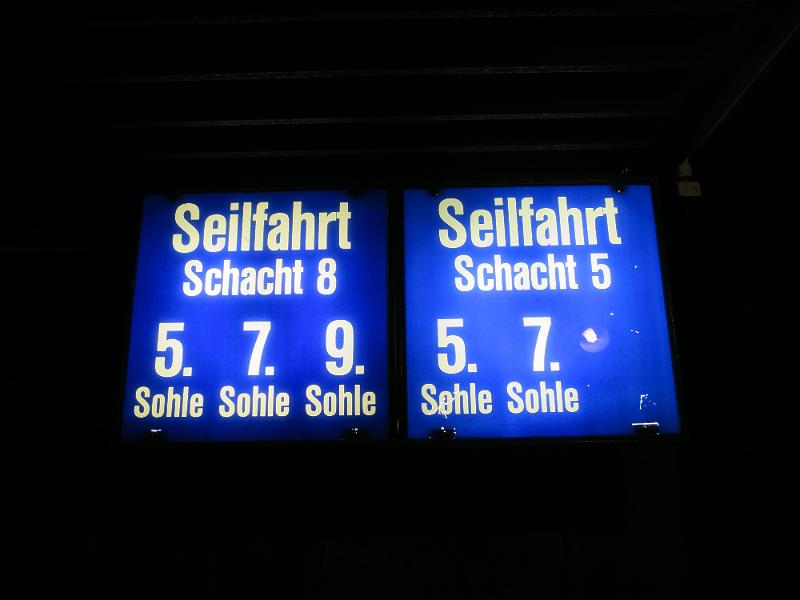 Seilfahrt
Schacht 8
5. 7. 9.
Sohle Sohle Sohle
Seilfahrt
Schacht 5
5. 7.
Sohle Sohle